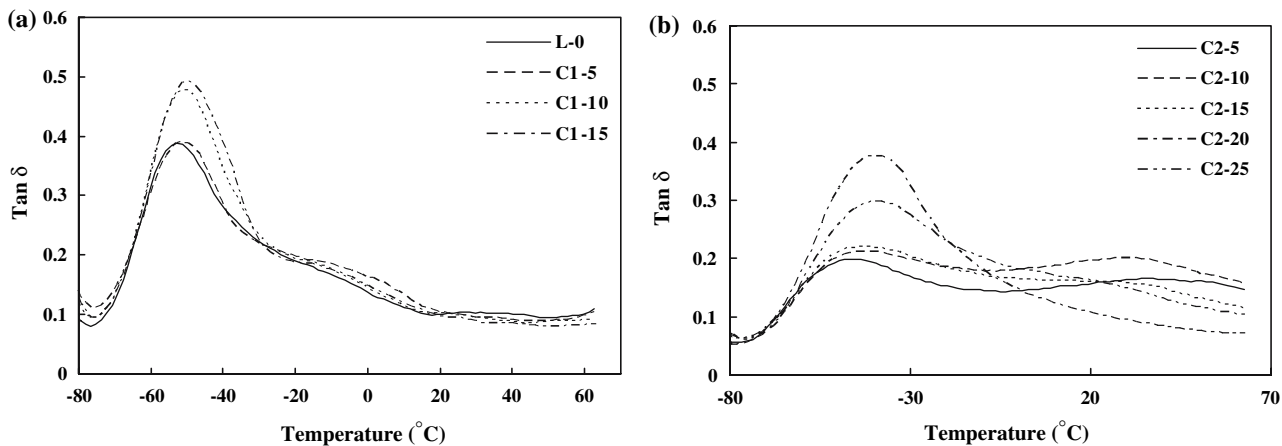 (a)
0.6
0.5
0.4
0.3
0.2
0.1
0
Tan δ
L-0
C1-5
C1-10
C1-15
-80 -60 -40 -20 0 20 40 60
Temperature (°C)
(b)
0.6
0.5
0.4
0.3
0.2
0.1
0
Tan δ
C2-5
C2-10
C2-15
C2-20
C2-25
-80 -30 20 70
Temperature (°C)